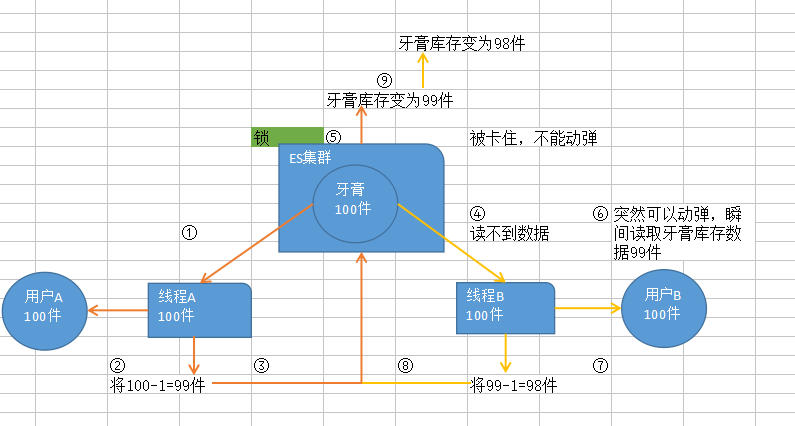 牙膏库存变为98件
⑨
牙膏库存变为99件
锁
⑤
被卡住，不能动弹
ES集群
牙膏
100件
①
④
读不到数据
⑥
突然可以动弹，瞬
间读取牙膏库存数
据99件
用户A
100件
线程A
100件
线程B
100件
用户B
100件
②
③
⑧
⑦
将100-1=99件
将99-1=98件